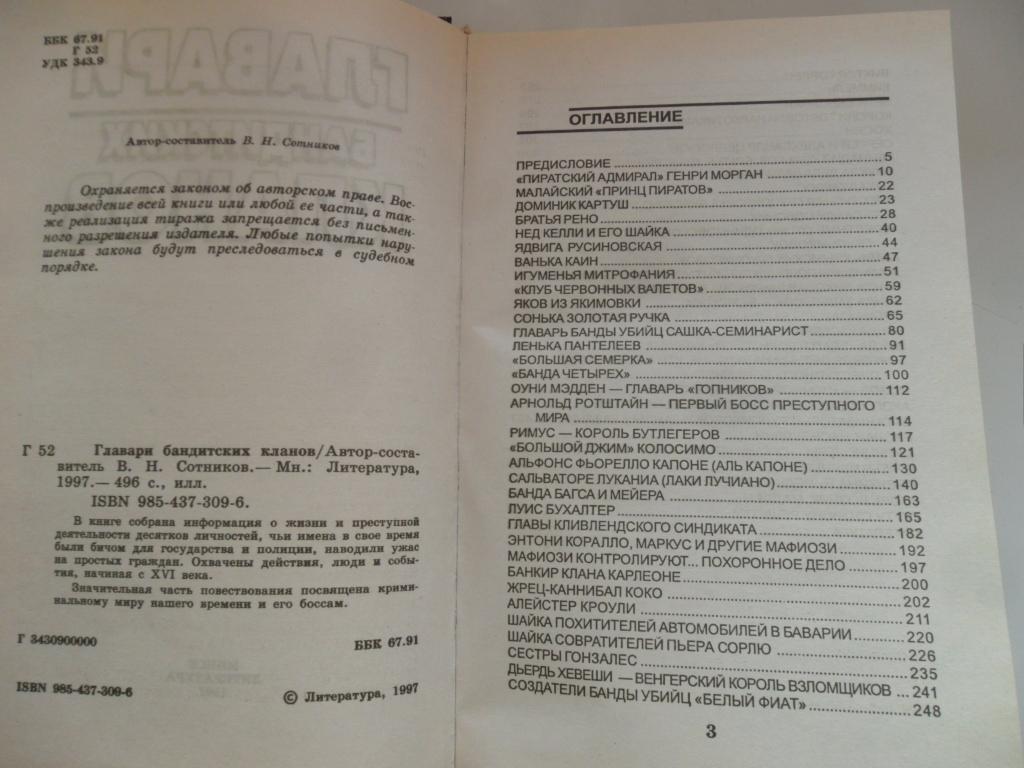 ББК 67.91
Г 52
УДК 343.9
ГЛАВАРИ
БАНДИТСКИХ
КЛАНОВ
Автор-составитель В. Н. Сотников
Охраняется законом об авторском праве. Вос-
произведение всей книги или любой ее части, а так-
же реализация тиража запрещается без письмен-
ного разрешения издателя. Любые попытки нару-
шения закона будут преследоваться в судебном
порядке.
Г 52 Главари бандитских кланов/Автор-соста-
витель В. Н. Сотников.— Мн.: Литература,
1997.— 496 с., илл.
ISBN 985-437-309-6.
В книге собрана информация о жизни и преступной
деятельности десятков личностей, чьи имена в свое время
были бичом для государства и полиции, наводили ужас
на простых граждан. Охвачены действия, люди и собы-
тия, начиная с XVI века.
Значительная часть повествования посвящена крими-
нальному миру нашего времени и его боссам.
Г 3430900000 ББК 67.91
ISBN 985-437-309-6 © Литература, 1997
ОГЛАВЛЕНИЕ
ПРЕДИСЛОВИЕ 5
«ПИРАТСКИЙ АДМИРАЛ» ГЕНРИ МОРГАН 10
МАЛАЙСКИЙ «ПРИНЦ ПИРАТОВ» 22
ДОМИНИК КАРТУШ 23
БРАТЬЯ РЕНО 28
НЕД КЕЛЛИ И ЕГО ШАЙКА 40
ЯДВИГА РУСИНОВСКАЯ 44
ВАНЬКА КАИН 47
ИГУМЕНЬЯ МИТРОФАНИЯ 51
«КЛУБ ЧЕРВОННЫХ ВАЛЕТОВ» 59
ЯКОВ ИЗ ЯКИМОВКИ 62
СОНЬКА ЗОЛОТАЯ РУЧКА 65
ГЛАВАРЬ БАНДЫ УБИЙЦ САШКА-СЕМИНАРИСТ 80
ЛЕНЬКА ПАНТЕЛЕЕВ 91
«БОЛЬШАЯ СЕМЕРКА» 97
«БАНДА ЧЕТЫРЕХ» 100
ОУНИ МЭДДЕН — ГЛАВАРЬ «ГОПНИКОВ» 112
АРНОЛЬД РОТШТАЙН — ПЕРВЫЙ БОСС ПРЕСТУПНОГО
МИРА 114
РИМУС — КОРОЛЬ БУТЛЕГЕРОВ 117
«БОЛЬШОЙ ДЖИМ» КОЛОСИМО 121
АЛЬФОНС ФЬОРЕЛЛО КАПОНЕ (АЛЬ КАПОНЕ) 130
САЛЬВАТОРЕ ЛУКАНИА (ЛАКИ ЛУЧИАНО) 140
БАНДА БАГСА И МЕЙЕРА 163
ЛУИС БУХАЛТЕР 165
ГЛАВЫ КЛИВЛЕНДСКОГО СИНДИКАТА 182
ЭНТОНИ КОРАЛЛО, МАРКУС И ДРУГИЕ МАФИОЗИ 192
МАФИОЗИ КОНТРОЛИРУЮТ... ПОХОРОННОЕ ДЕЛО 197
БАНКИР КЛАНА КАРЛЕОНЕ 200
ЖРЕЦ-КАННИБАЛ КОКО 202
АЛЕЙСТЕР КРОУЛИ 211
ШАЙКА ПОХИТИТЕЛЕЙ АВТОМОБИЛЕЙ В БАВАРИИ 220
ШАЙКА СОВРАТИТЕЛЕЙ ПЬЕРА СОРЛЮ 226
СЕСТРЫ ГОНЗАЛЕС 235
ДЬЕРДЬ ХЕВЕШИ — ВЕНГЕРСКИЙ КОРОЛЬ ВЗЛОМЩИКОВ 241
СОЗДАТЕЛИ БАНДЫ УБИЙЦ «БЕЛЫЙ ФИАТ» 248
3